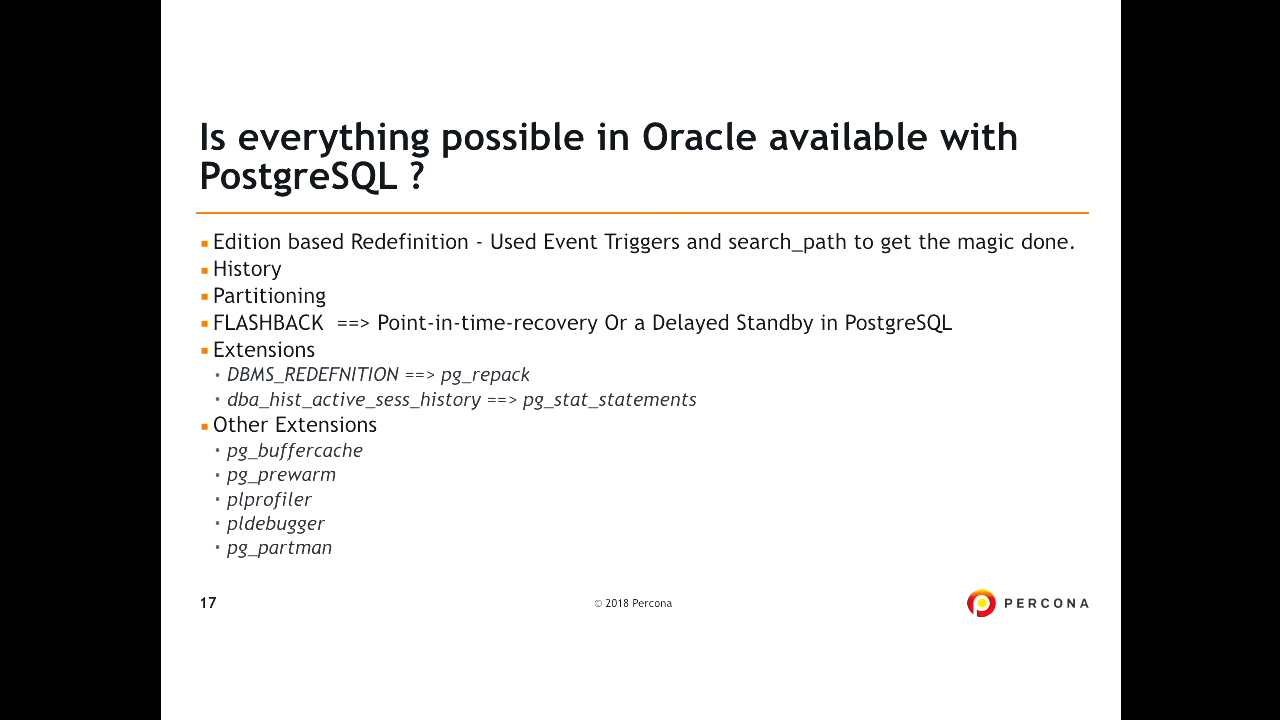 Is everything possible in Oracle available with
PostgreSQL ?
Edition based Redefinition - Used Event Triggers and search_path to get the magic done.
History
Partitioning
FLASHBACK ==> Point-in-time-recovery Or a Delayed Standby in PostgreSQL
Extensions
DBMS_REDEFNITION ==> pg_repack
dba_hist_active_sess_history ==> pg_stat_statements
Other Extensions
pg_buffercache
pg_prewarm
plprofiler
pldebugger
pg_partman
17
© 2018 Percona
PERCONA